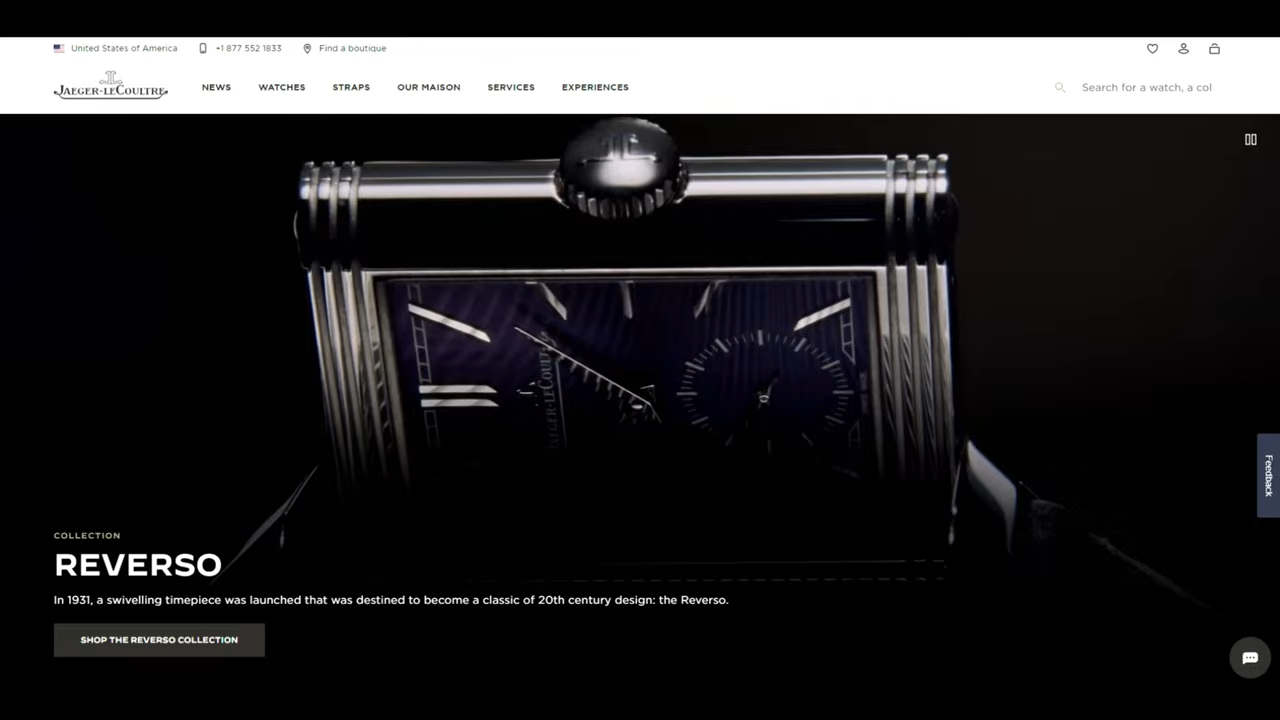 United States of America
+1 877 552 1833
Find a boutique
JAEGER-LECOULTRE
NEWS
WATCHES
STRAPS
OUR MAISON
SERVICES
EXPERIENCES
Search for a watch, a col
JAEGER-LECOULTRE
Feedback
COLLECTION
REVERSO
In 1931, a swivelling timepiece was launched that was destined to become a classic of 20th century design: the Reverso.
SHOP THE REVERSO COLLECTION